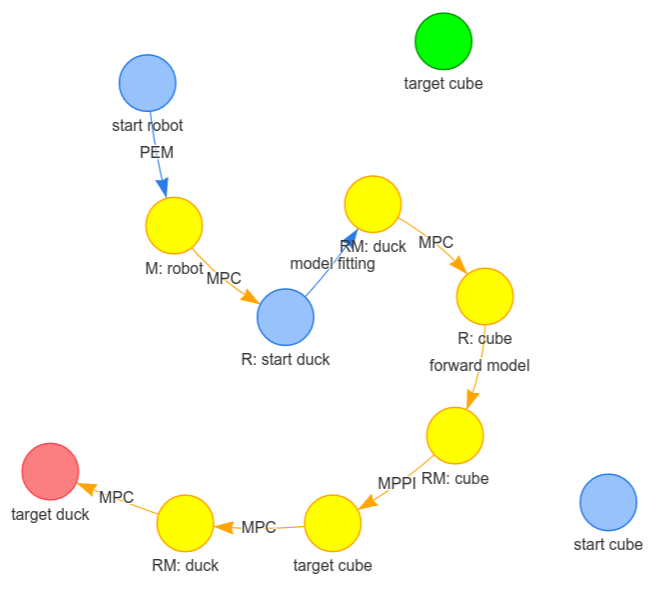 target cube
start robot
PEM
RM: duck
MPC
model fitting
M: robot
MPC
R: cube
R: start duck
forward model
MPPI
RM: cube
MPC
target duck
MPC
start cube
RM: duck
target cube